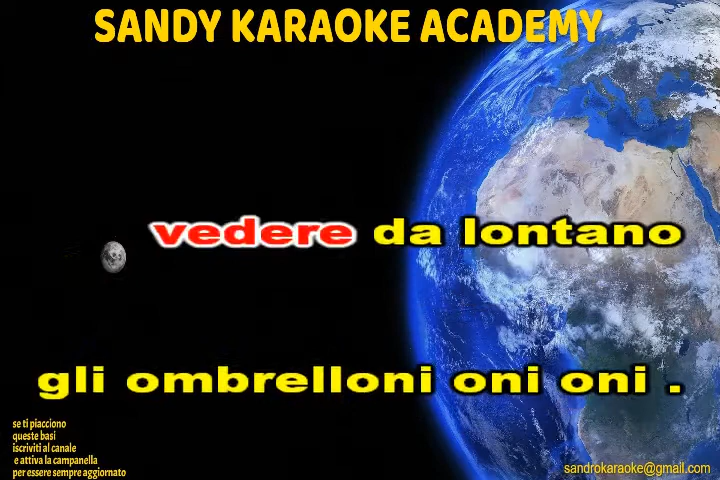 SANDY KARAOKE ACADEMY
vedere da lontano
gli ombrelloni oni oni .
se ti piacciono
queste basi
iscriviti al canale
e attiva la campanella
per essere sempre aggiornato
sandrokaraoke@gmail.com